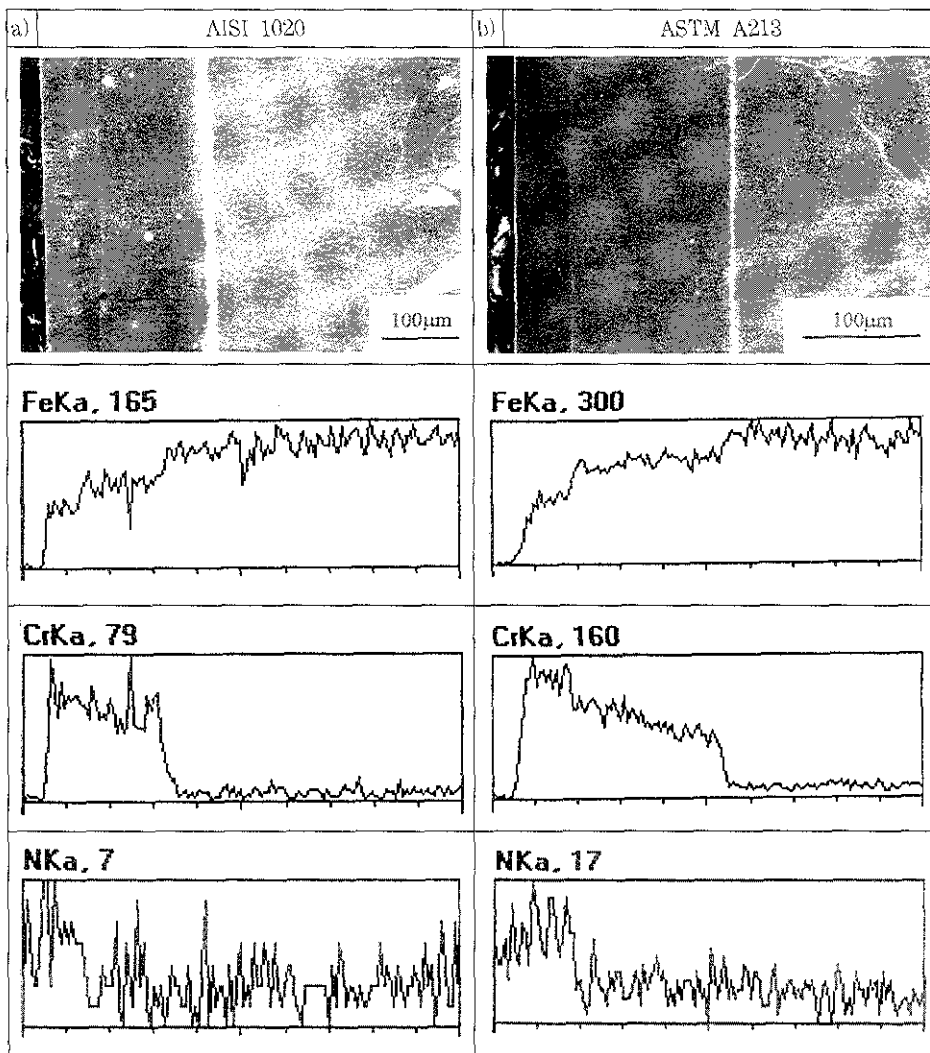 (a) AISI 1020
b) ASTM A213
100μm
100μm
FeKa, 165
FeKa, 300
CrKa, 79
CrKa, 160
NKa, 7
NKa, 17